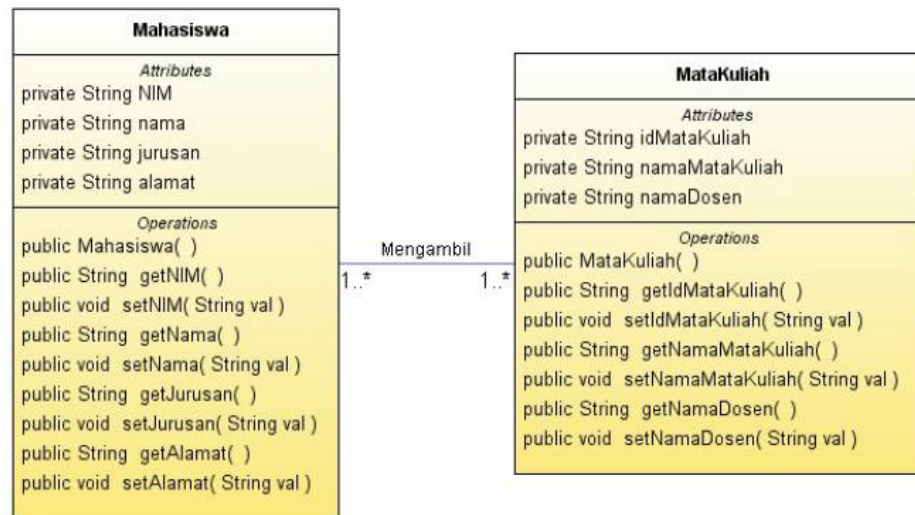 Mahasiswa
Attributes
private String NIM
private String nama
private String jurusan
private String alamat
Operations
public Mahasiswa( )
public String getNIM( )
public void setNIM( String val )
public String getNama( )
public void setNama( String val )
public String getJurusan( )
public void setJurusan( String val )
public String getAlamat( )
public void setAlamat( String val )
Mengambil
1..*
1..*
MataKuliah
Attributes
private String idMataKuliah
private String namaMataKuliah
private String namaDosen
Operations
public MataKuliah( )
public String getIdMataKuliah( )
public void setIdMataKuliah( String val )
public String getNamaMataKuliah( )
public void setNamaMataKuliah( String val )
public String getNamaDosen( )
public void setNamaDosen( String val )